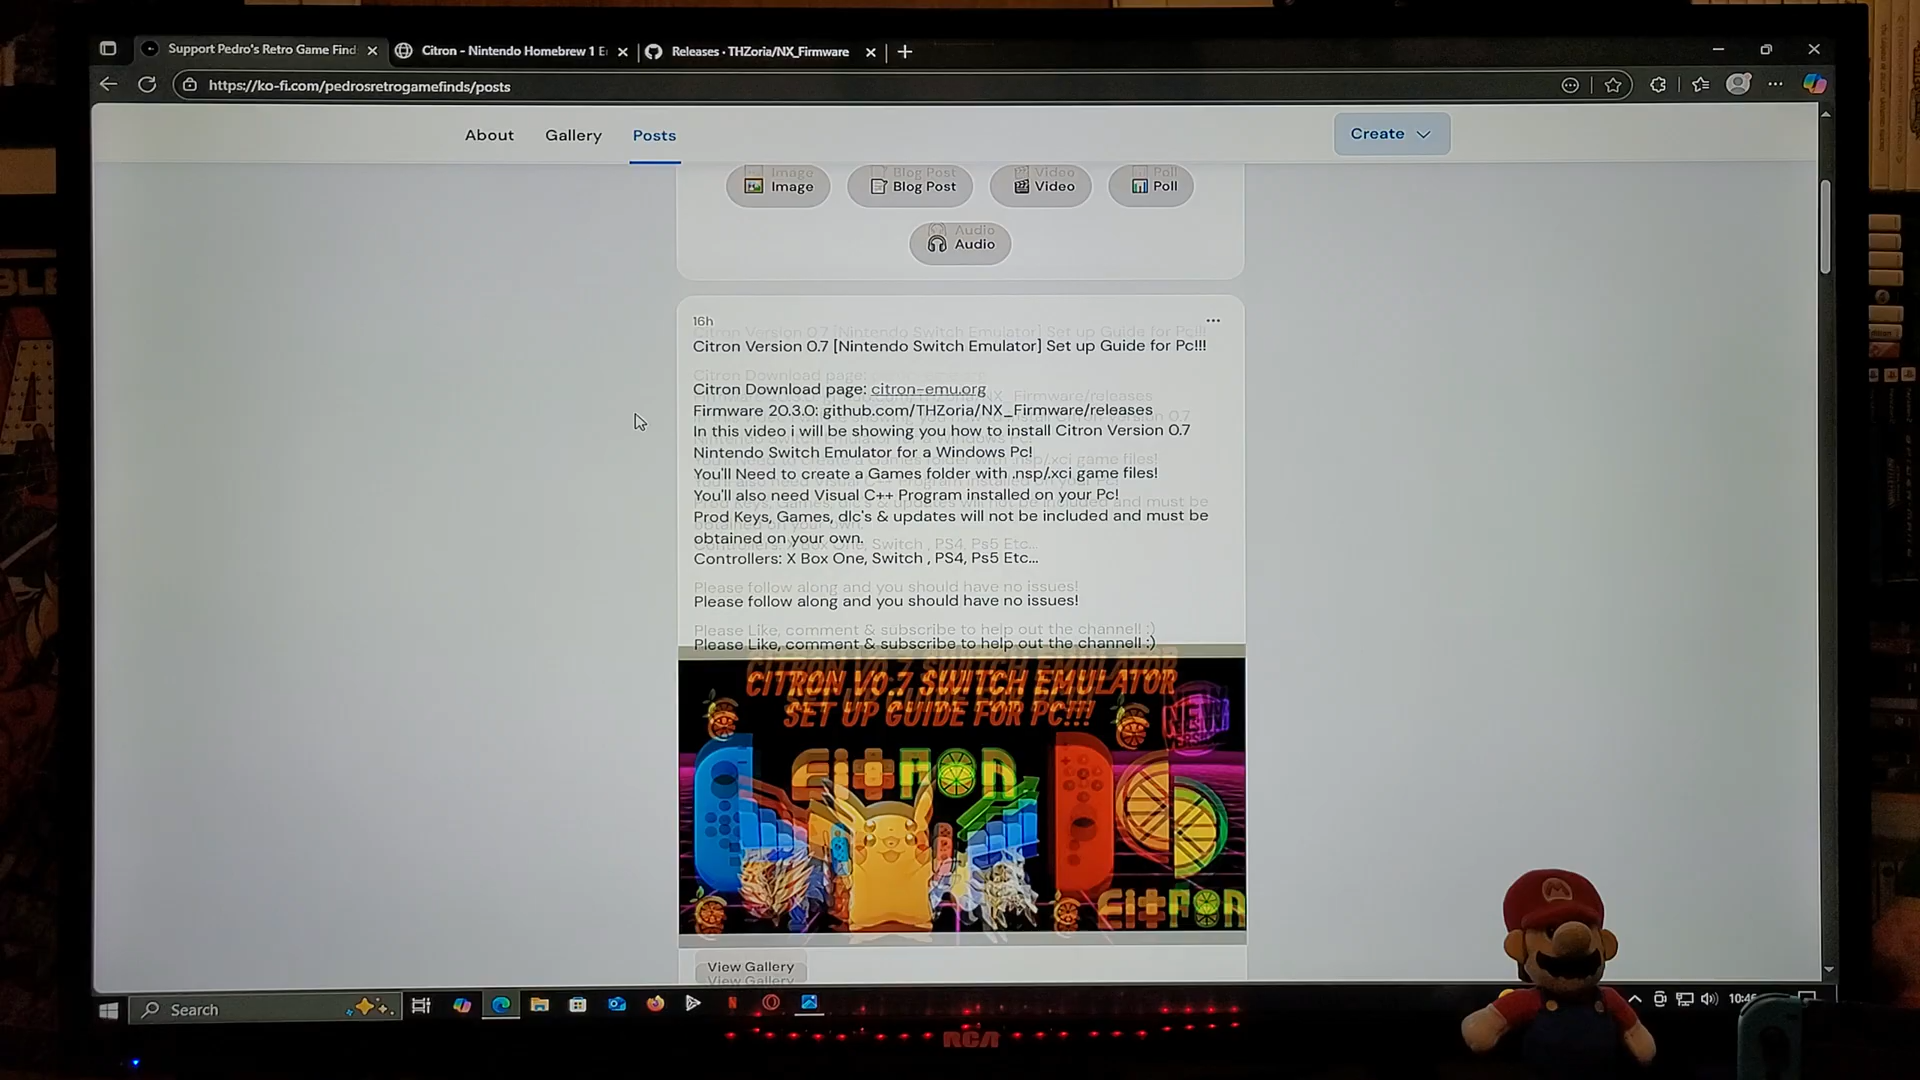 Support Pedro's Retro Game Find
Citron - Nintendo Homebrew 1 E
Releases · THZoria/NX_Firmware
https://ko-fi.com/pedrosretrogamefinds/posts
About
Gallery
Posts
Create
Image
Blog Post
Video
Poll
Audio
16h
Citron Version 0.7 [Nintendo Switch Emulator] Set up Guide for Pc!!!
Citron Download page: citron-emu.org
Firmware 20.3.0: github.com/THZoria/NX_Firmware/releases
In this video i will be showing you how to install Citron Version 0.7
Nintendo Switch Emulator for a Windows Pc!
You'll Need to create a Games folder with .nsp/.xci game files!
You'll also need Visual C++ Program installed on your Pc!
Prod Keys, Games, dlc's & updates will not be included and must be
obtained on your own.
Controllers: X Box One, Switch , PS4, Ps5 Etc...
Please follow along and you should have no issues!
Please Like, comment & subscribe to help out the channel :)
CITRON V0.7 SWITCH EMULATOR
SET UP GUIDE FOR PC!!!
NEW
VERSION
CiTRON
CiTRON
View Gallery
Search
RCA